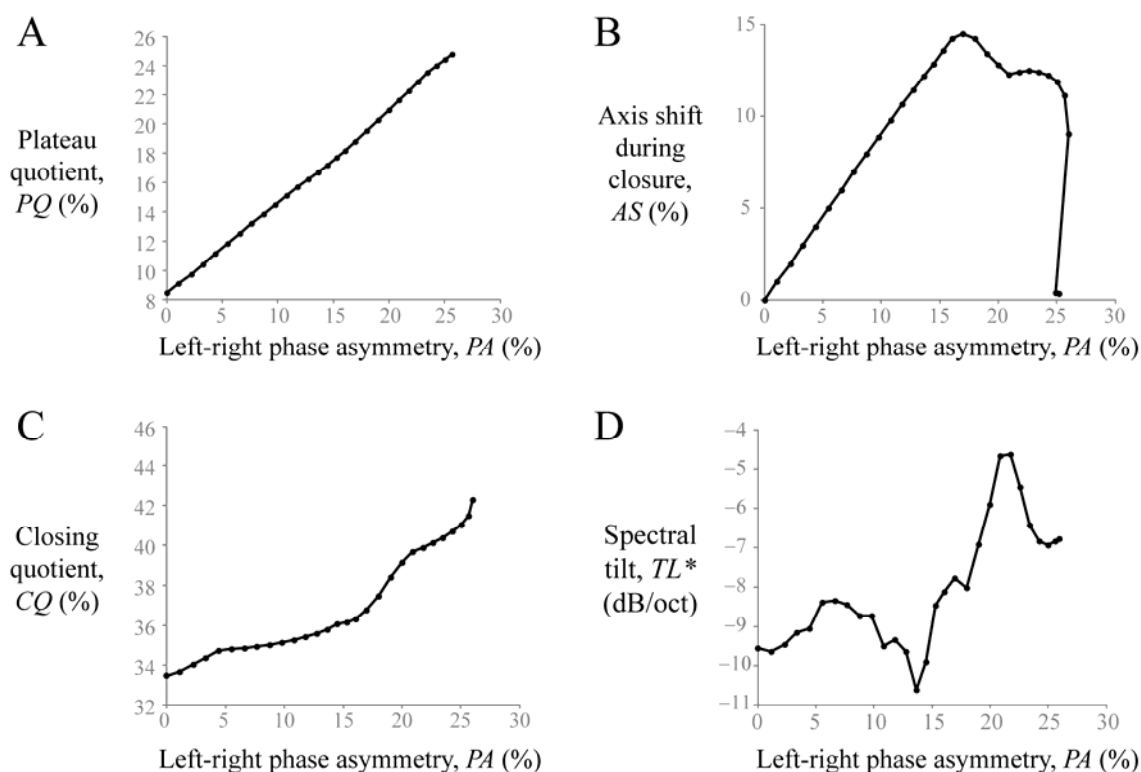 A
26
24
22
20
18
16
14
12
10
8
Plateau
quotient,
PQ (%)
0 5 10 15 20 25 30
Left-right phase asymmetry, PA (%)
B
15
10
5
0
Axis shift
during
closure,
AS (%)
0 5 10 15 20 25 30
Left-right phase asymmetry, PA (%)
C
46
44
42
40
38
36
34
32
Closing
quotient,
CQ (%)
0 5 10 15 20 25 30
Left-right phase asymmetry, PA (%)
D
−4
−5
−6
−7
−8
−9
−10
−11
Spectral
tilt, TL*
(dB/oct)
0 5 10 15 20 25 30
Left-right phase asymmetry, PA (%)